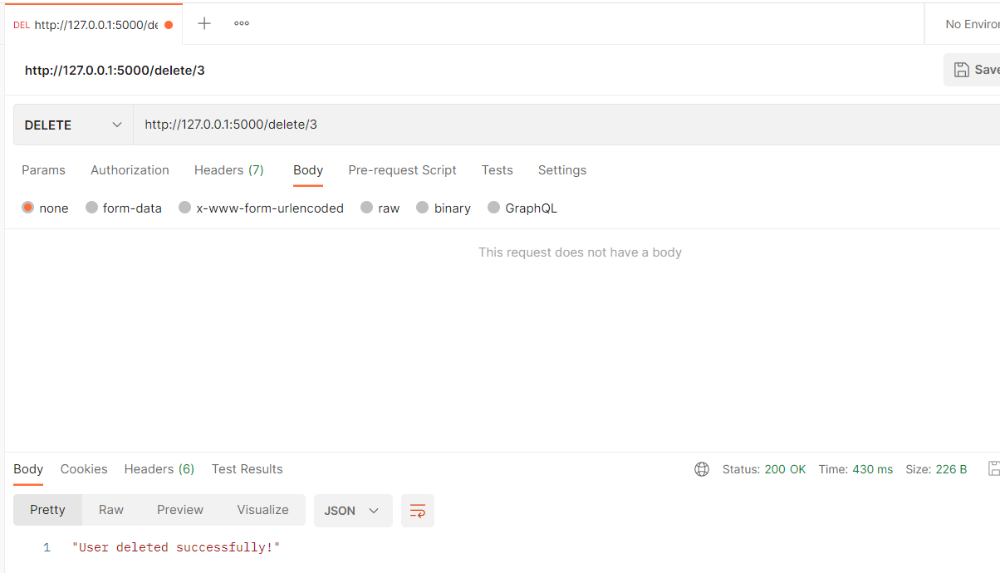 DEL http://127.0.0.1:5000/de
No Environ
http://127.0.0.1:5000/delete/3
Save
DELETE http://127.0.0.1:5000/delete/3
Params Authorization Headers (7) Body Pre-request Script Tests Settings
none form-data x-www-form-urlencoded raw binary GraphQL
This request does not have a body
Body Cookies Headers (6) Test Results Status: 200 OK Time: 430 ms Size: 226 B
Pretty Raw Preview Visualize JSON
1 "User deleted successfully!"